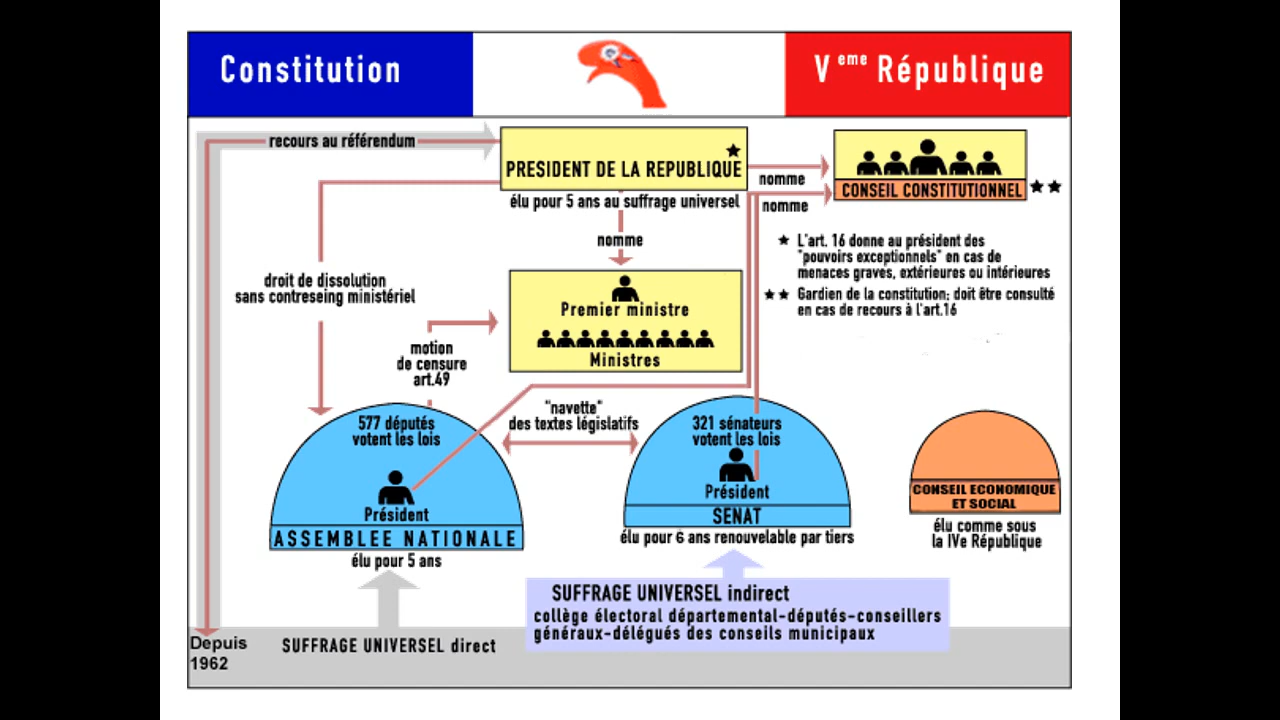 Constitution
Veme République
recours au référendum
PRESIDENT DE LA REPUBLIQUE
élu pour 5 ans au suffrage universel
nomme
nomme
CONSEIL CONSTITUTIONNEL
nomme
L'art. 16 donne au président des
"pouvoirs exceptionnels" en cas de
menaces graves, extérieures ou intérieures
Gardien de la constitution; doit être consulté
en cas de recours à l'art.16
droit de dissolution
sans contreseing ministériel
Premier ministre
Ministres
motion
de censure
art.49
577 députés
votent les lois
Président
ASSEMBLEE NATIONALE
élu pour 5 ans
"navette"
des textes législatifs
321 sénateurs
votent les lois
Président
SENAT
élu pour 6 ans renouvelable par tiers
CONSEIL ECONOMIQUE
ET SOCIAL
élu comme sous
la IVe République
SUFFRAGE UNIVERSEL indirect
collège électoral départemental-députés-conseillers
généraux-délégués des conseils municipaux
Depuis
1962
SUFFRAGE UNIVERSEL direct